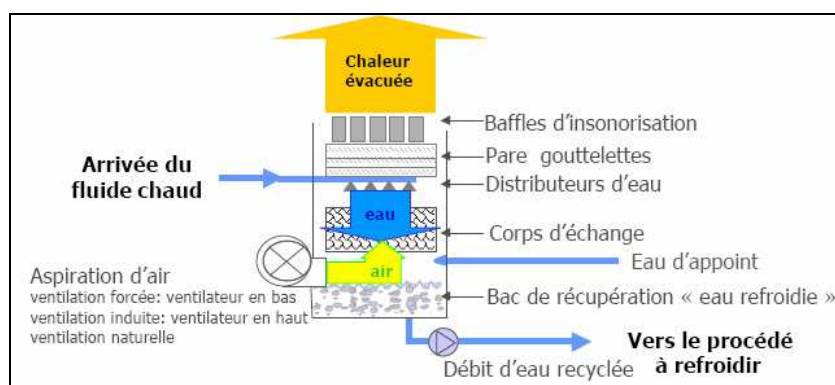 Chaleur
évacuée
Baffles d'insonorisation
Pare gouttelettes
Arrivée du
fluide chaud
Distributeurs d'eau
eau
Corps d'échange
air
Eau d'appoint
Aspiration d'air
ventilation forcée: ventilateur en bas
ventilation induite: ventilateur en haut
ventilation naturelle
Bac de récupération « eau refroidie »
Vers le procédé
à refroidir
Débit d'eau recyclée